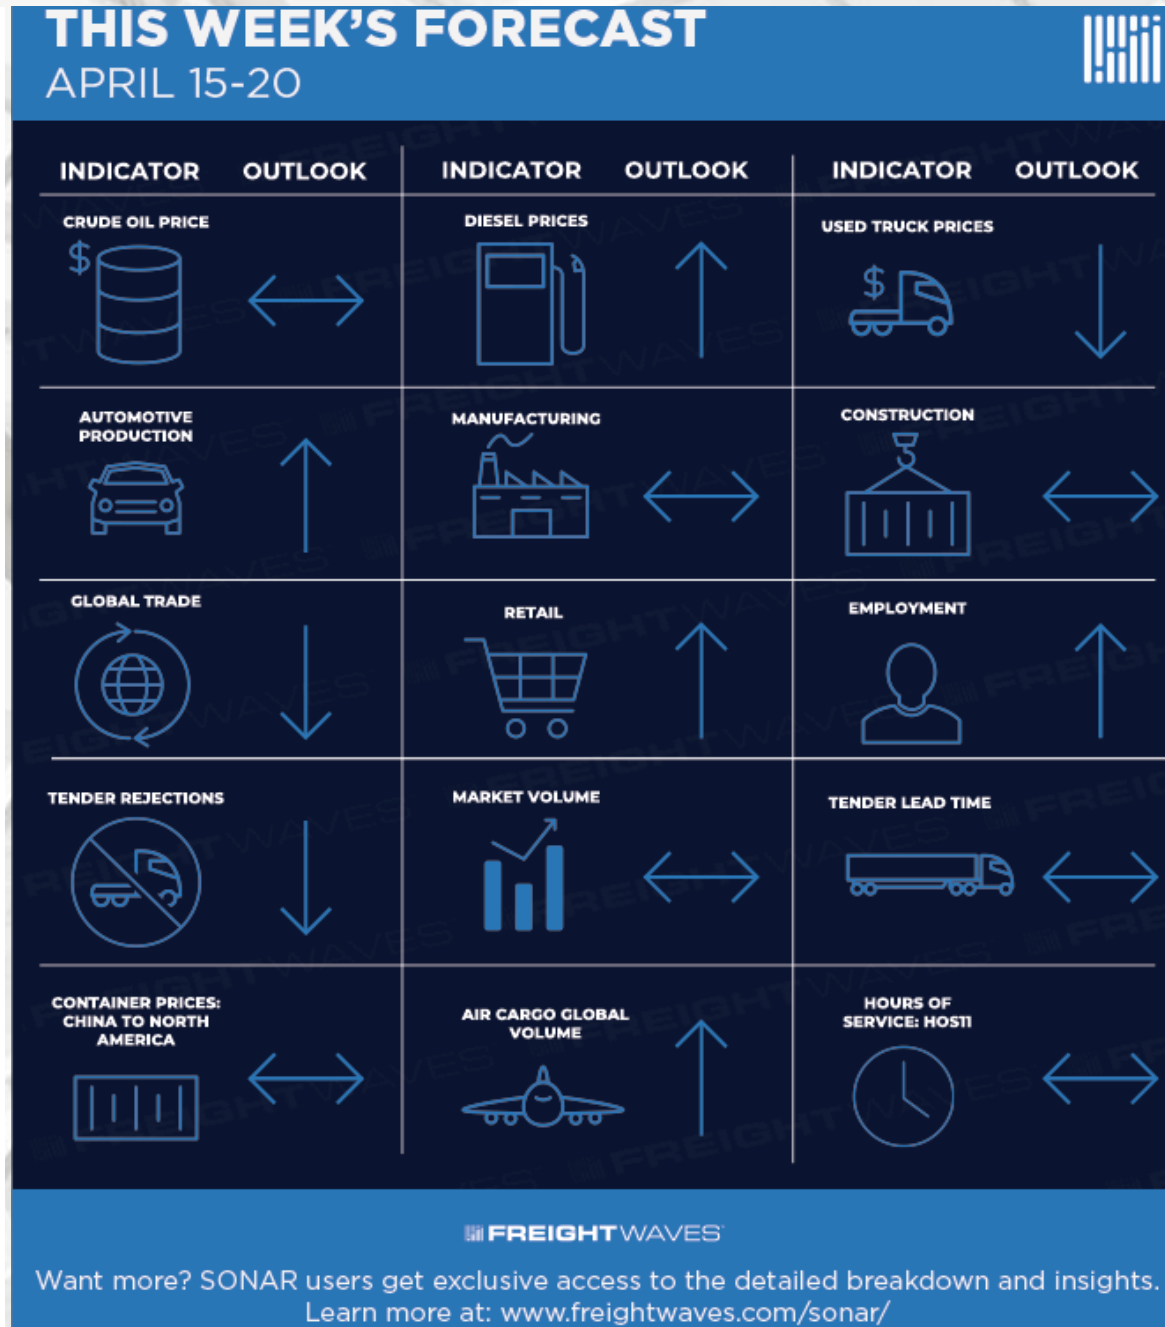 THIS WEEK'S FORECAST
APRIL 15-20
INDICATOR OUTLOOK
INDICATOR OUTLOOK
INDICATOR OUTLOOK
CRUDE OIL PRICE
$
DIESEL PRICES
USED TRUCK PRICES
$
AUTOMOTIVE
PRODUCTION
MANUFACTURING
CONSTRUCTION
GLOBAL TRADE
RETAIL
EMPLOYMENT
TENDER REJECTIONS
MARKET VOLUME
TENDER LEAD TIME
CONTAINER PRICES:
CHINA TO NORTH
AMERICA
AIR CARGO GLOBAL
VOLUME
HOURS OF
SERVICE: HOS11
FREIGHTWAVES
Want more? SONAR users get exclusive access to the detailed breakdown and insights.
Learn more at: www.freightwaves.com/sonar/